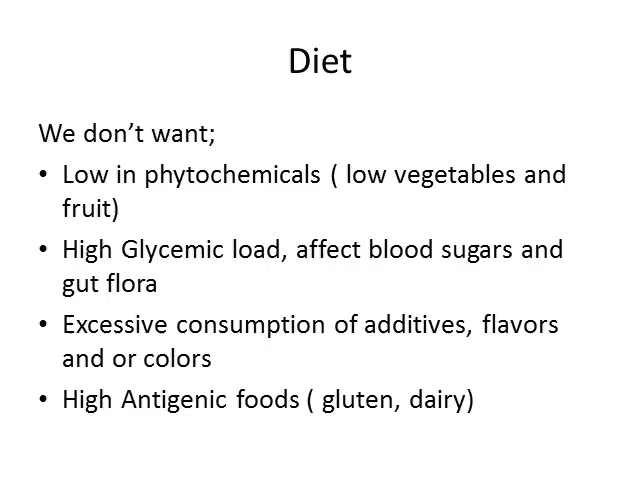 Diet
We don’t want;
• Low in phytochemicals ( low vegetables and
fruit)
• High Glycemic load, affect blood sugars and
gut flora
• Excessive consumption of additives, flavors
and or colors
• High Antigenic foods ( gluten, dairy)